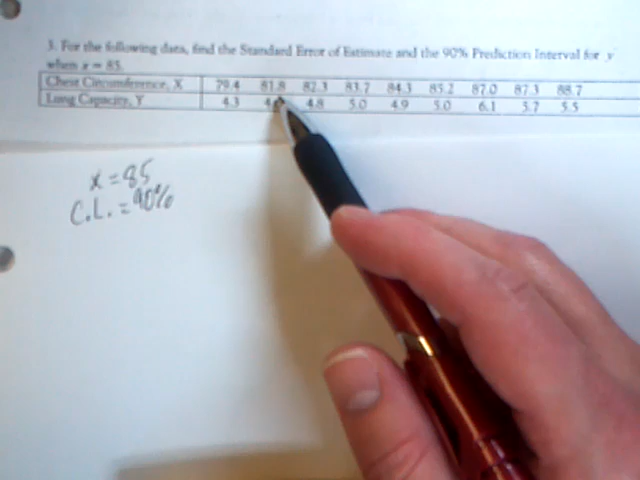 3. For the following data, find the Standard Error of Estimate and the 90% Prediction Interval for y
when x = 85.
Chest Circumference, X 79.4 81.8 82.3 83.7 84.3 85.2 87.0 87.3 88.7
Lung Capacity, Y 4.3 4.8 5.0 4.9 5.0 6.1 5.7 5.5
x = 85
C.L. = 90%